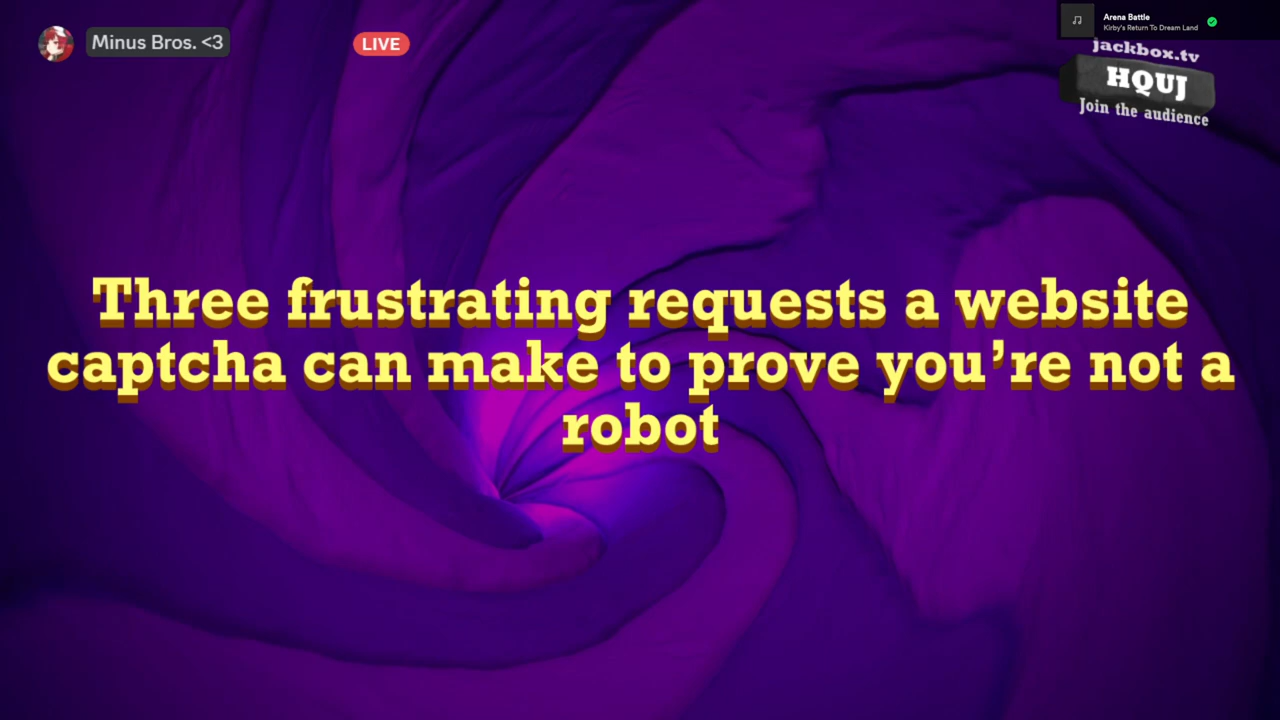 Minus Bros. <3
LIVE
Arena Battle
Kirby's Return To Dream Land
jackbox.tv
HQUJ
Join the audience
Three frustrating requests a website
captcha can make to prove you’re not a
robot